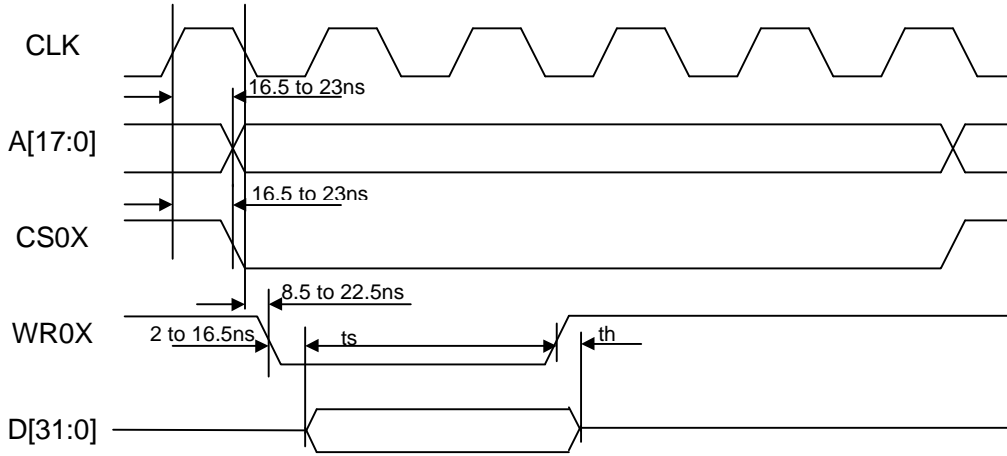 CLK
16.5 to 23ns
A[17:0]
16.5 to 23ns
CS0X
8.5 to 22.5ns
WR0X
2 to 16.5ns
ts
th
D[31:0]